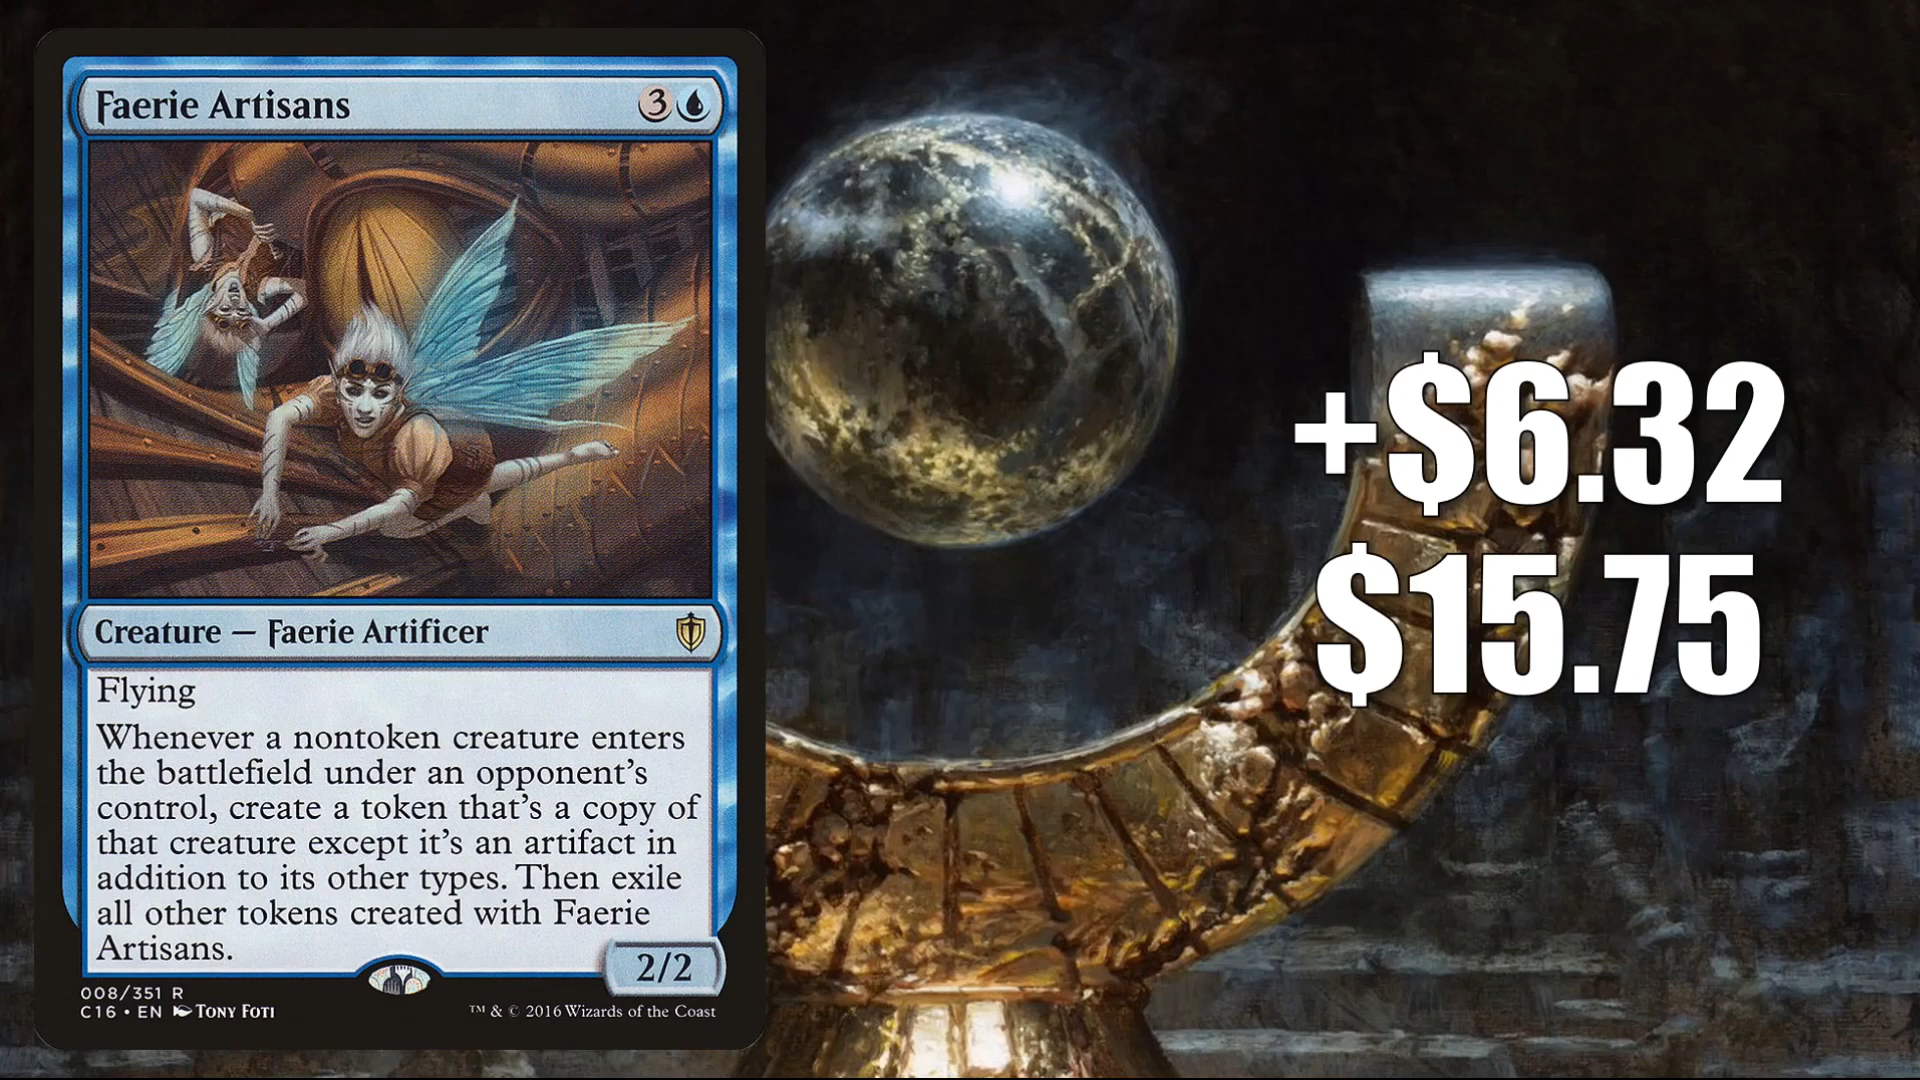 Faerie Artisans
3
Creature — Faerie Artificer
Flying
Whenever a nontoken creature enters
the battlefield under an opponent's
control, create a token that's a copy of
that creature except it's an artifact in
addition to its other types. Then exile
all other tokens created with Faerie
Artisans.
2/2
008/351 R
C16 • EN Tony Foti
™ & © 2016 Wizards of the Coast
+$6.32
$15.75